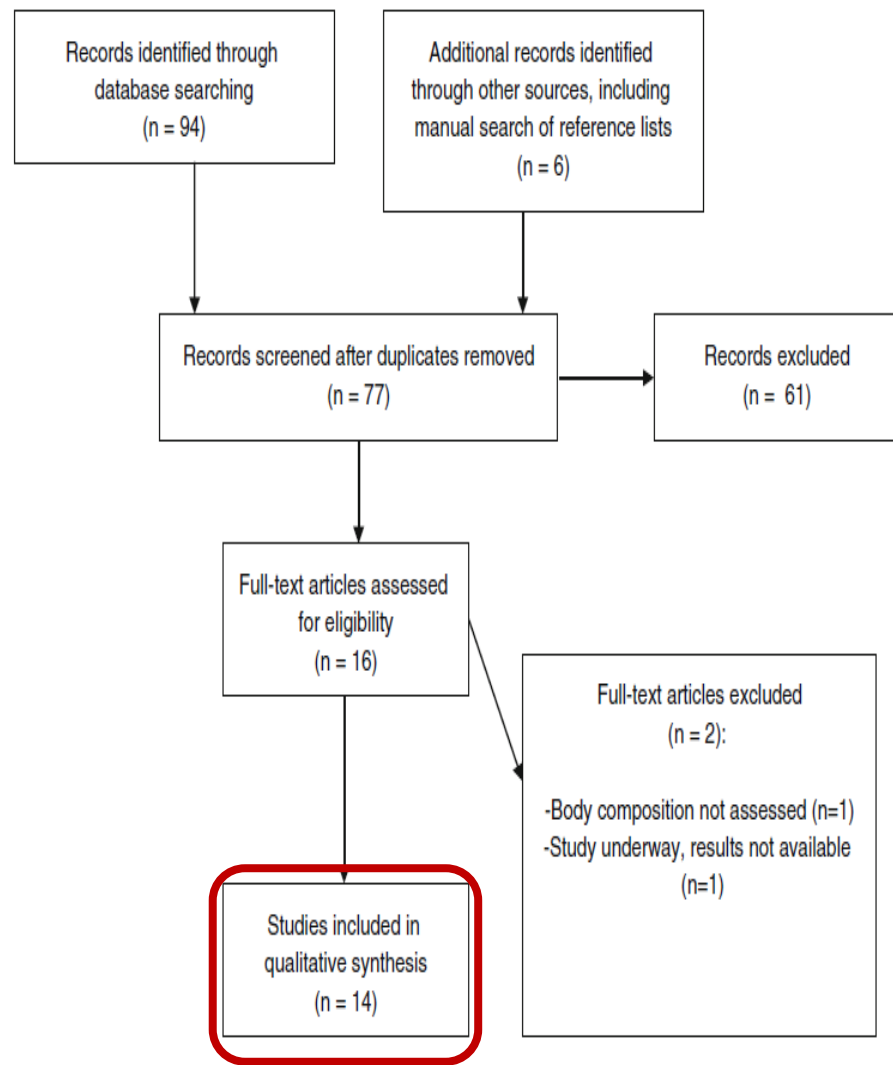 Records identified through
database searching
(n = 94)
Additional records identified
through other sources, including
manual search of reference lists
(n = 6)
Records screened after duplicates removed
(n = 77)
Records excluded
(n =  61)
Full-text articles assessed
for eligibility
(n = 16)
Full-text articles excluded
(n = 2):
-Body composition not assessed (n=1)
-Study underway, results not available
(n=1)
Studies included in
qualitative synthesis
(n = 14)